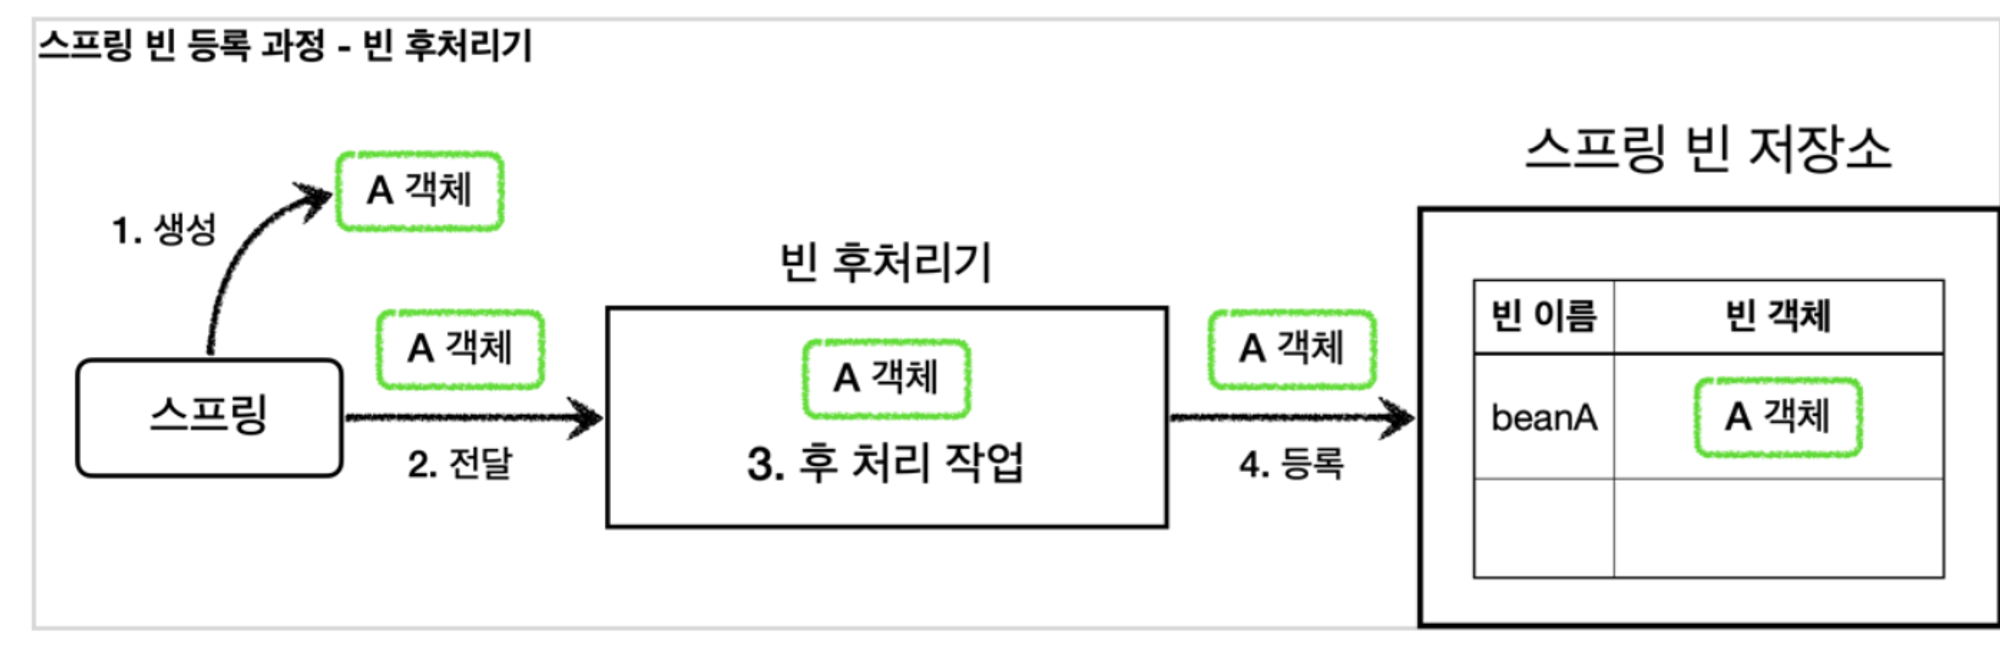 스프링 빈 등록 과정 - 빈 후처리기
스프링 빈 저장소
A 객체
1. 생성
빈 후처리기
A 객체
A 객체
A 객체
빈 이름 빈 객체
스프링
2. 전달
3. 후 처리 작업
4. 등록
beanA A 객체